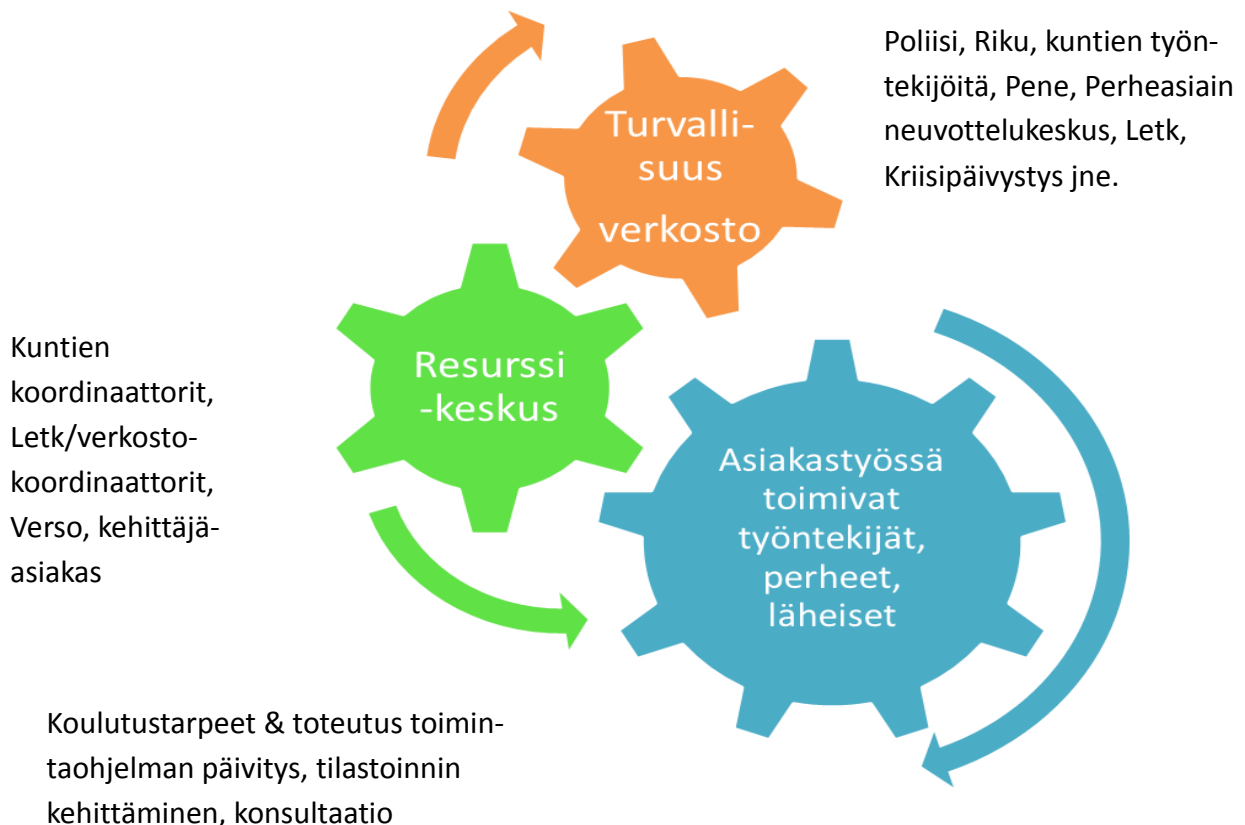 Poliisi, Riku, kuntien työn-
tekijöitä, Pene, Perheasiain
neuvottelukeskus, Letk,
Kriisipäivystys jne.
Turvalli-
suus
verkosto
Kuntien
koordinaattorit,
Letk/verkosto-
koordinaattorit,
Verso, kehittäjä-
asiakas
Resurssi
-keskus
Asiakastyössä
toimivat
työntekijät,
perheet,
läheiset
Koulutustarpeet & toteutus toimin-
taohjelman päivitys, tilastoinnin
kehittäminen, konsultaatio